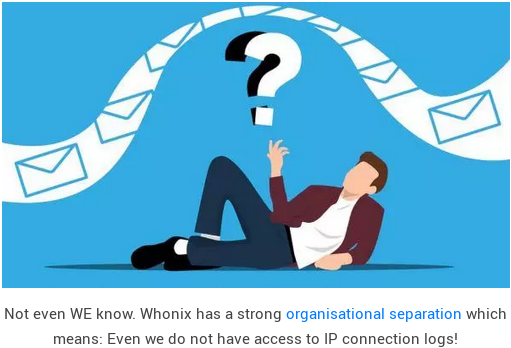 ?
Not even WE know. Whonix has a strong organisational separation which
means: Even we do not have access to IP connection logs!